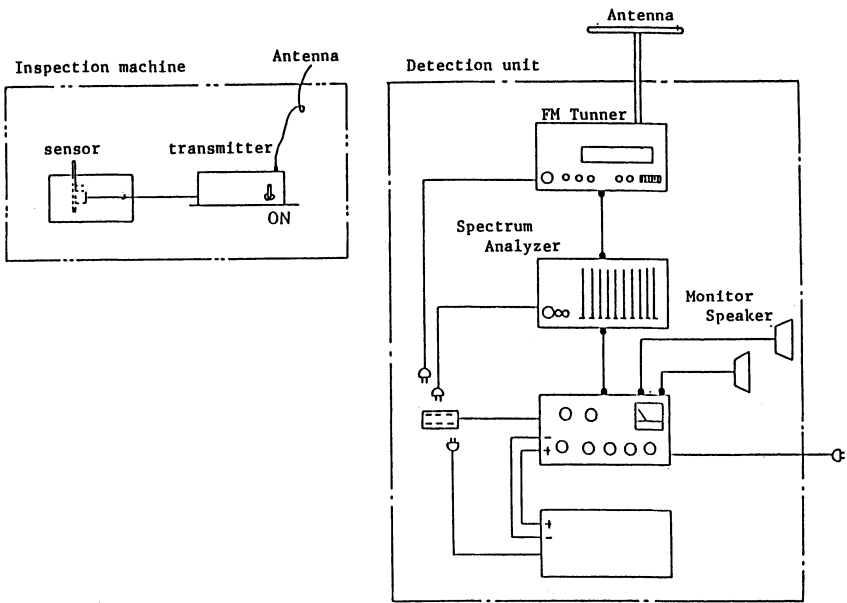 Antenna
Inspection machine
Antenna
sensor
transmitter
ON
Detection unit
FM Tunner
Spectrum
Analyzer
Monitor
Speaker
−
+
+
−